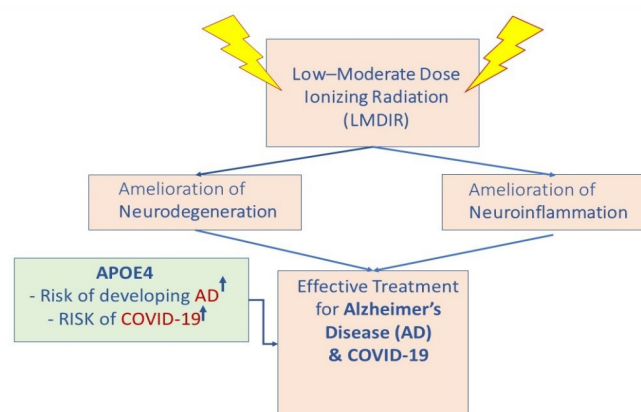 Low–Moderate Dose
Ionizing Radiation
(LMDIR)
Amelioration of
Neurodegeneration
Amelioration of
Neuroinflammation
APOE4
- Risk of developing AD
- RISK of COVID-19
Effective Treatment
for Alzheimer's
Disease (AD)
& COVID-19